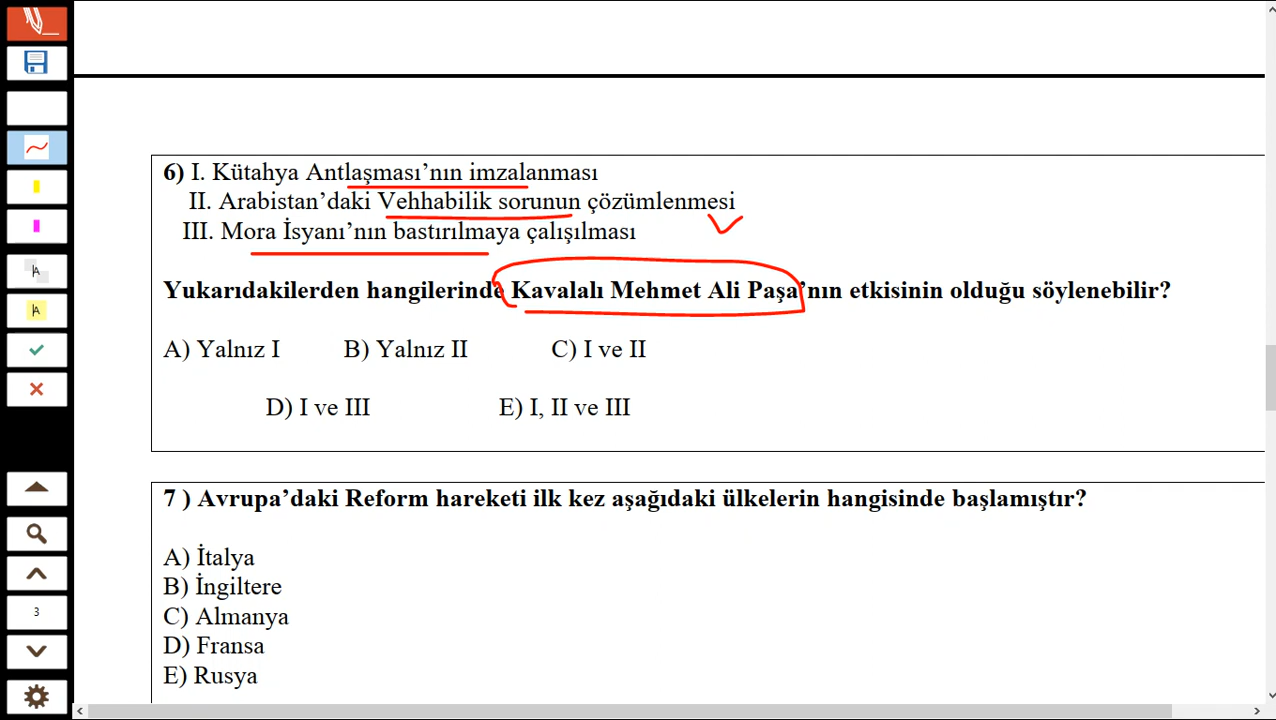 6) I. Kütahya Antlaşması’nın imzalanması
II. Arabistan’daki Vehhabilik sorunun çözümlenmesi
III. Mora İsyanı’nın bastırılmaya çalışılması
Yukarıdakilerden hangilerinde Kavalalı Mehmet Ali Paşa’nın etkisinin olduğu söylenebilir?
A) Yalnız I B) Yalnız II C) I ve II
D) I ve III E) I, II ve III
7 ) Avrupa’daki Reform hareketi ilk kez aşağıdaki ülkelerin hangisinde başlamıştır?
A) İtalya
B) İngiltere
C) Almanya
D) Fransa
E) Rusya
A
A
3